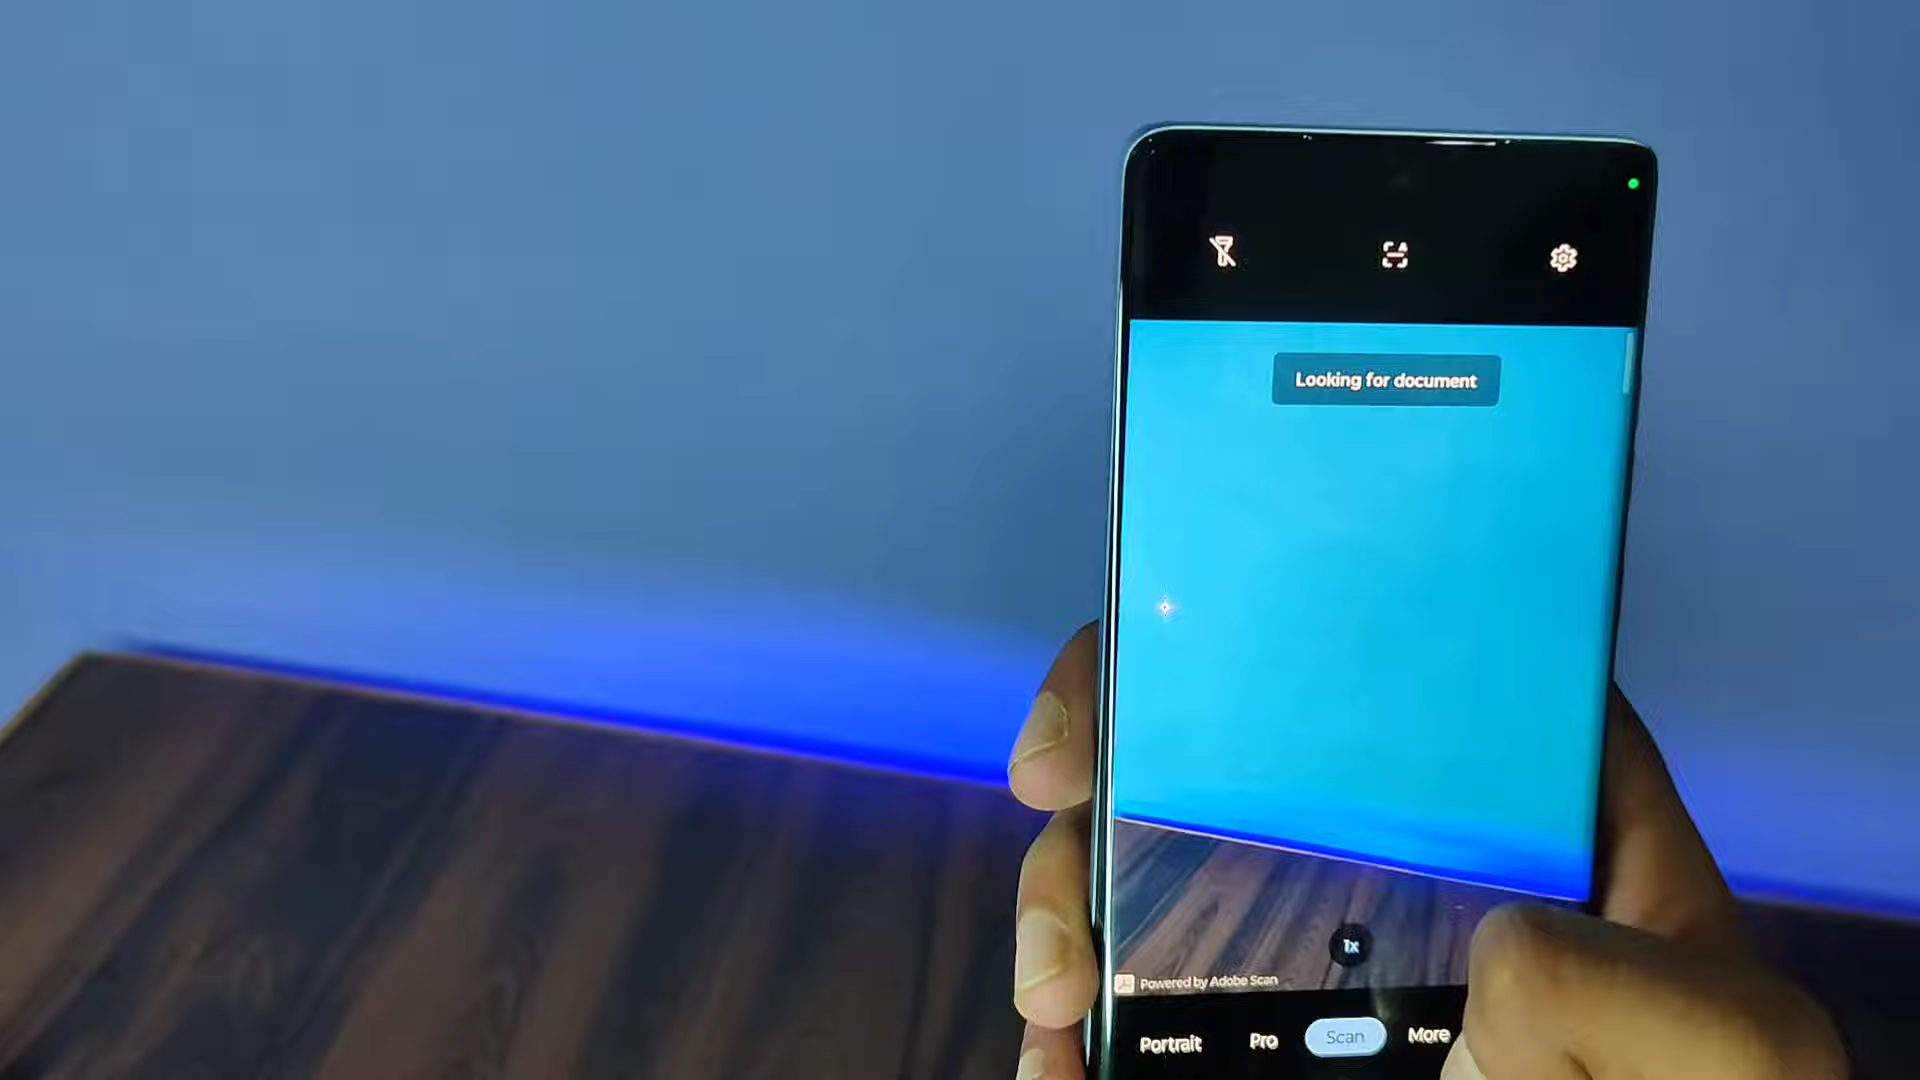 Looking for document
1x
Powered by Adobe Scan
Portrait Pro Scan More